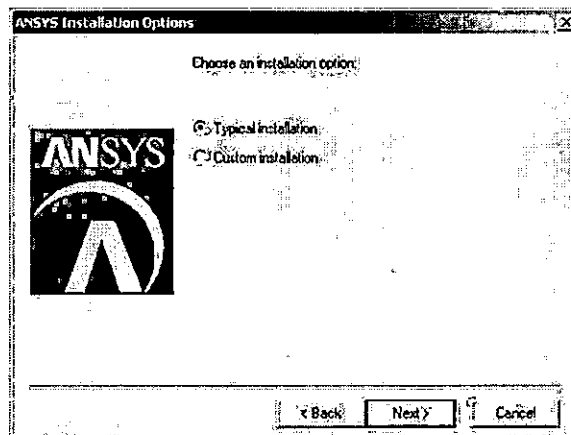 ANSYS Installation Options
Choose an installation option:
Typical installation
Custom installation
ANSYS
< Back
Next >
Cancel